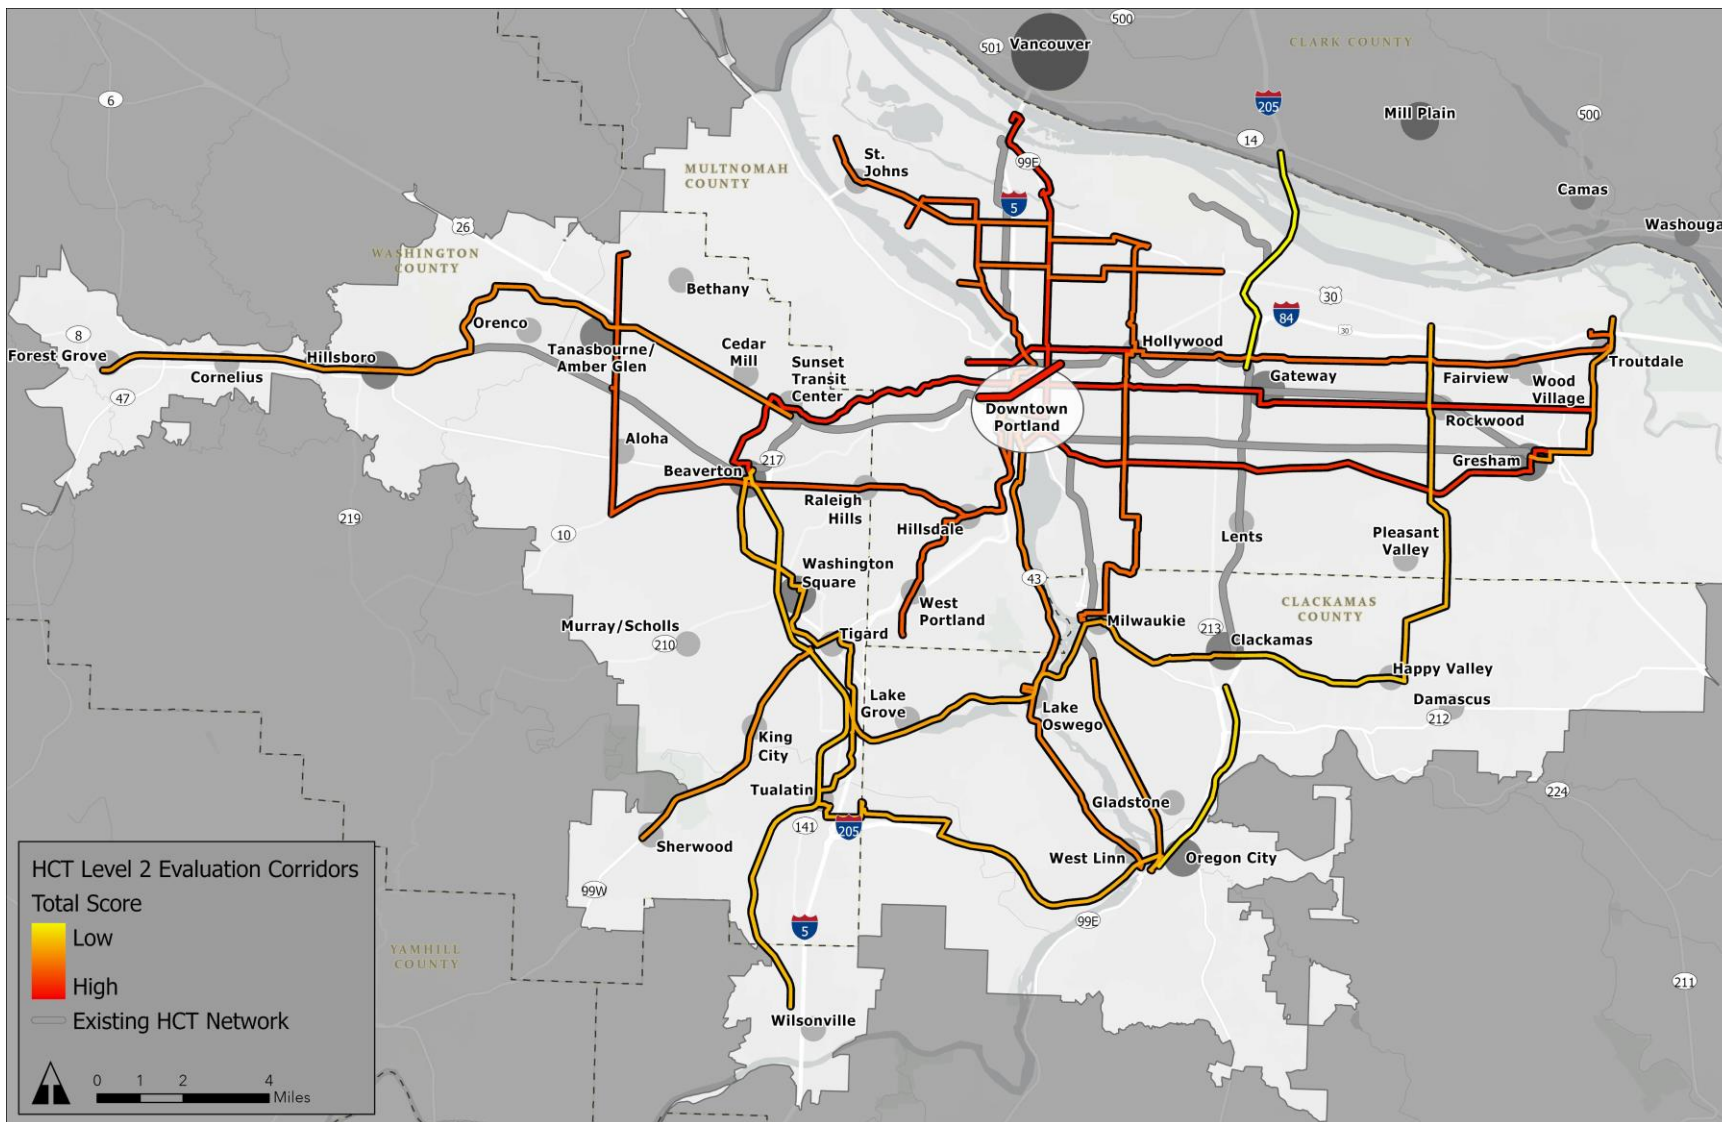 500
501
Vancouver
CLARK COUNTY
6
205
Mill Plain
500
14
99E
St.
Johns
MULTNOMAH
COUNTY
Camas
5
26
Washouga
WASHINGTON
COUNTY
Bethany
30
84
30
8
Orenco
Forest Grove
Hillsboro
Tanasbourne/
Amber Glen
Cedar
Mill
Sunset
Transit
Center
Hollywood
Troutdale
Cornelius
Gateway
Fairview
Wood
Village
47
Downtown
Portland
Rockwood
Aloha
217
Beaverton
Gresham
Raleigh
Hills
219
Hillsdale
10
Lents
Pleasant
Valley
Washington
Square
43
West
Portland
CLACKAMAS
COUNTY
Murray/Scholls
210
Tigard
Milwaukie
213
Clackamas
Happy Valley
Lake
Grove
Lake
Oswego
Damascus
212
King
City
Tualatin
Gladstone
224
141
205
Sherwood
West Linn
Oregon City
99W
99E
5
YAMHILL
COUNTY
211
Wilsonville
HCT Level 2 Evaluation Corridors
Total Score
Low
High
Existing HCT Network
0 1 2 4
Miles